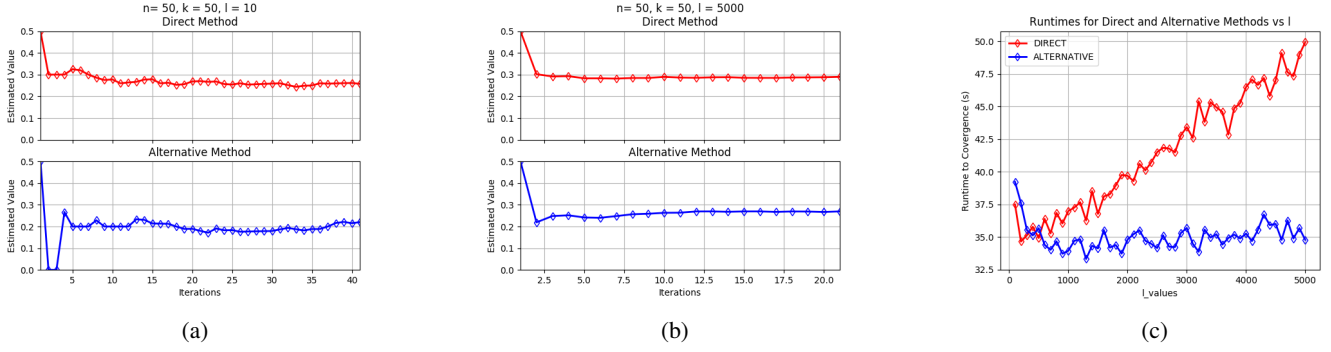 n= 50, k = 50, l = 10
Direct Method
Estimated Value
0.5
0.4
0.3
0.2
0.1
0.0
Alternative Method
Estimated Value
0.5
0.4
0.3
0.2
0.1
0.0
5 10 15 20 25 30 35 40
Iterations
(a)
n= 50, k = 50, l = 5000
Direct Method
Estimated Value
0.5
0.4
0.3
0.2
0.1
0.0
Alternative Method
Estimated Value
0.5
0.4
0.3
0.2
0.1
0.0
2.5 5.0 7.5 10.0 12.5 15.0 17.5 20.0
Iterations
(b)
Runtimes for Direct and Alternative Methods vs l
DIRECT
ALTERNATIVE
Runtime to Covergence (s)
50.0
47.5
45.0
42.5
40.0
37.5
35.0
32.5
0 1000 2000 3000 4000 5000
l_values
(c)